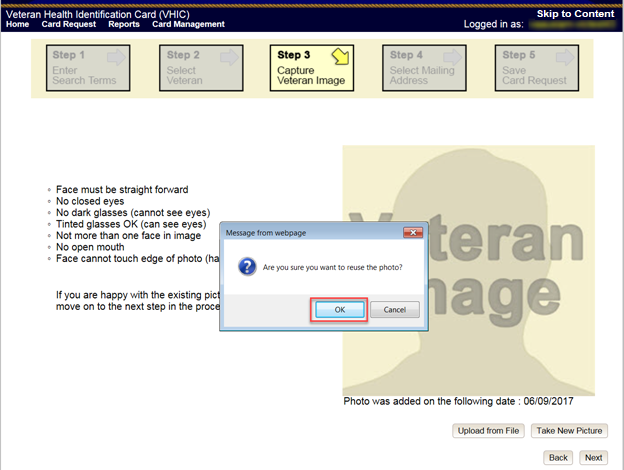 Veteran Health Identification Card (VHIC)
Skip to Content
Home Card Request Reports Card Management
Logged in as:
Step 1
Enter
Search Terms
Step 2
Select
Veteran
Step 3
Capture
Veteran Image
Step 4
Select Mailing
Address
Step 5
Save
Card Request
Face must be straight forward
No closed eyes
No dark glasses (cannot see eyes)
Tinted glasses OK (can see eyes)
Not more than one face in image
No open mouth
Face cannot touch edge of photo (ha
If you are happy with the existing pict
move on to the next step in the proce
Veteran
Image
Message from webpage
Are you sure you want to reuse the photo?
OK Cancel
Photo was added on the following date : 06/09/2017
Upload from File Take New Picture
Back Next